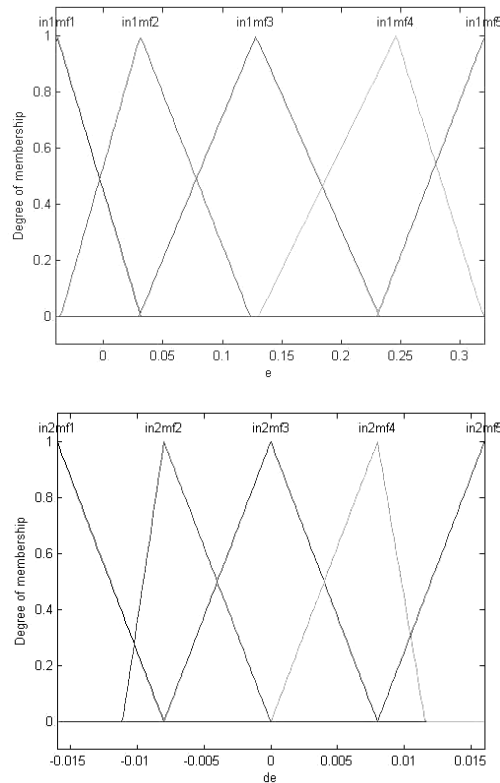 in1mf1 in1mf2 in1mf3 in1mf4 in1mf5
1
0.8
0.6
0.4
0.2
0
Degree of membership
0 0.05 0.1 0.15 0.2 0.25 0.3
e
in2mf1 in2mf2 in2mf3 in2mf4 in2mf5
1
0.8
0.6
0.4
0.2
0
Degree of membership
-0.015 -0.01 -0.005 0 0.005 0.01 0.015
de